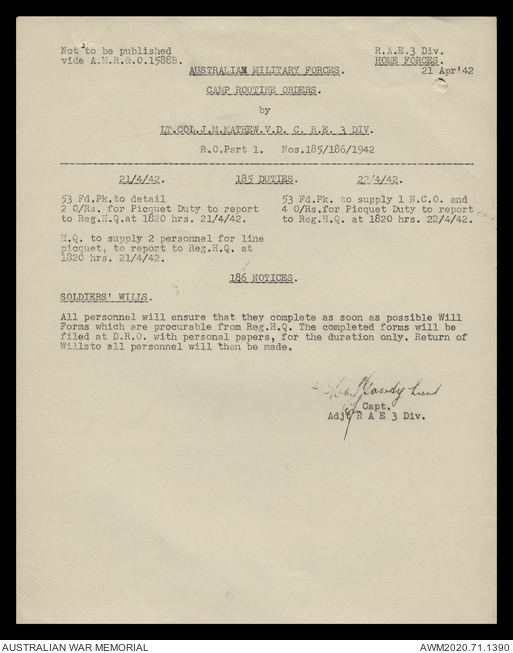 Not to be published
vide A.M.R.&.O.1588B.
R.A.E.3 Div.
HOME FORCES.
21 Apr'42
AUSTRALIAN MILITARY FORCES.
CAMP ROUTINE ORDERS.
by
LT.COL.J.M.MATHEW.V.D. C. R.E. 3 DIV.
R.O.Part 1. Nos.185/186/1942
21/4/42. 185 DUTIES. 22/4/42.
53 Fd.Pk.to detail
2 O/Rs. for Picquet Duty to report
to Reg.H.Q.at 1820 hrs. 21/4/42.
53 Fd.Pk. to supply 1 N.C.O. and
4 O/Rs.for Picquet Duty to report
to Reg.H.Q. at 1820 hrs. 22/4/42.
H.Q. to supply 2 personnel for line
picquet, to report to Reg.H.Q. at
1820 hrs. 21/4/42.
186 NOTICES.
SOLDIERS' WILLS.
All personnel will ensure that they complete as soon as possible Will
Forms which are procurable from Reg.H.Q. The completed forms will be
filed at D.R.O. with personal papers, for the duration only. Return of
Willsto all personnel will then be made.
Capt.
Adjt R A E 3 Div.
AUSTRALIAN WAR MEMORIAL
AWM2020.71.1390